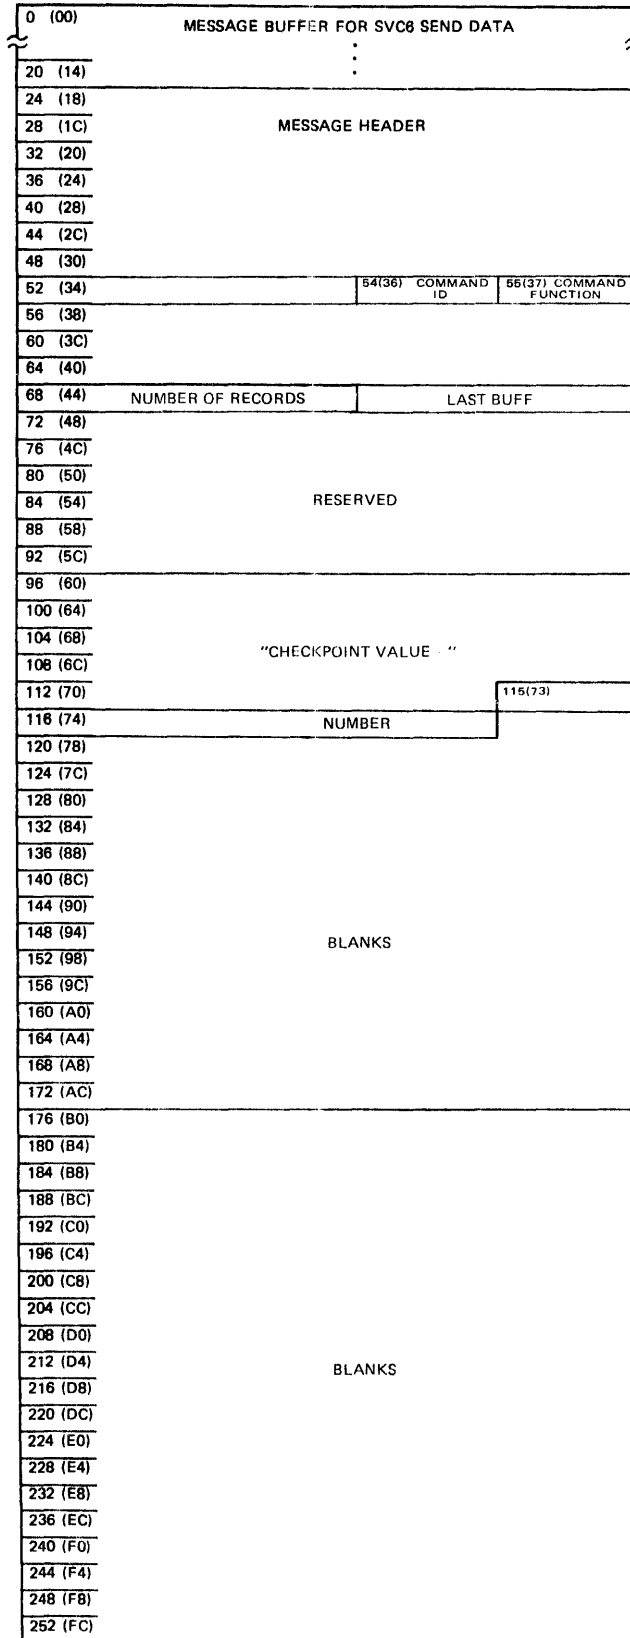 0 (00) MESSAGE BUFFER FOR SVC6 SEND DATA
20 (14)
24 (18)
28 (1C) MESSAGE HEADER
32 (20)
36 (24)
40 (28)
44 (2C)
48 (30)
52 (34) 54(36) COMMAND ID 55(37) COMMAND FUNCTION
56 (38)
60 (3C)
64 (40)
68 (44) NUMBER OF RECORDS LAST BUFF
72 (48)
76 (4C)
80 (50)
84 (54) RESERVED
88 (58)
92 (5C)
96 (60)
100 (64)
104 (68) "CHECKPOINT VALUE - "
108 (6C)
112 (70) 115(73)
116 (74) NUMBER
120 (78)
124 (7C)
128 (80)
132 (84)
136 (88)
140 (8C)
144 (90)
148 (94) BLANKS
152 (98)
156 (9C)
160 (A0)
164 (A4)
168 (A8)
172 (AC)
176 (B0)
180 (B4)
184 (B8)
188 (BC)
192 (C0)
196 (C4)
200 (C8)
204 (CC)
208 (D0)
212 (D4) BLANKS
216 (D8)
220 (DC)
224 (E0)
228 (E4)
232 (E8)
236 (EC)
240 (F0)
244 (F4)
248 (F8)
252 (FC)